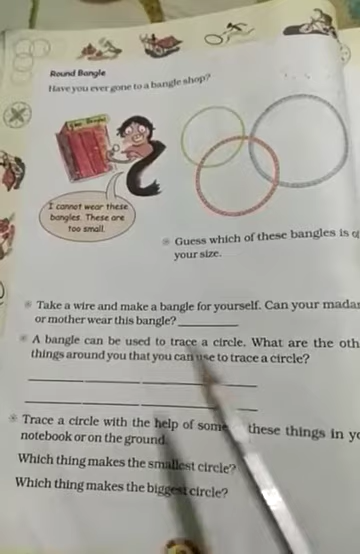 Round Bangle
Have you ever gone to a bangle shop?
I cannot wear these
bangles. These are
too small.
Guess which of these bangles is
your size.
Take a wire and make a bangle for yourself. Can your
or mother wear this bangle?
A bangle can be used to trace a circle. What are the
things around you that you can use to trace a circle?
Trace a circle with the help of some these things in
notebook or on the ground.
Which thing makes the smallest circle?
Which thing makes the biggest circle?